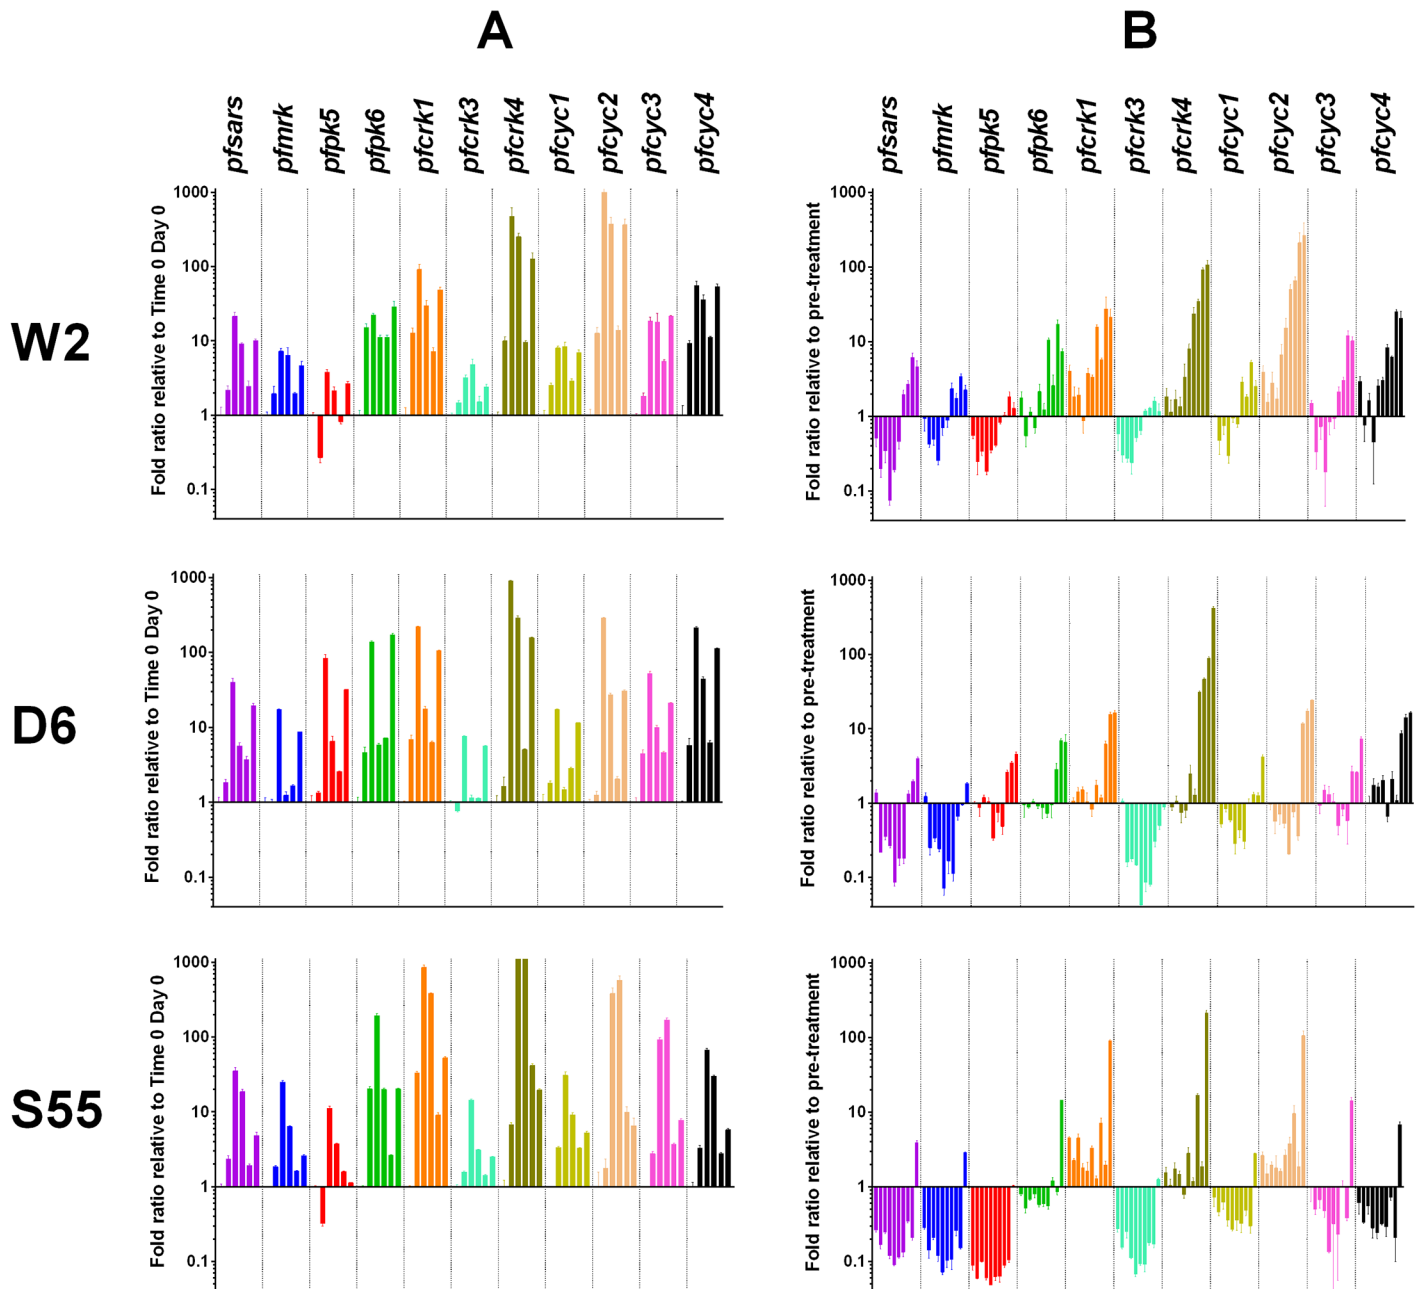 A
B
pfsars pfmrk pfpk5 pfpk6 pfcrk1 pfcrk3 pfcrk4 pfcyc1 pfcyc2 pfcyc3 pfcyc4
pfsars pfmrk pfpk5 pfpk6 pfcrk1 pfcrk3 pfcrk4 pfcyc1 pfcyc2 pfcyc3 pfcyc4
W2
Fold ratio relative to Time 0 Day 0
1000
100
10
1
0.1
Fold ratio relative to pre-treatment
1000
100
10
1
0.1
D6
Fold ratio relative to Time 0 Day 0
1000
100
10
1
0.1
Fold ratio relative to pre-treatment
1000
100
10
1
0.1
S55
Fold ratio relative to Time 0 Day 0
1000
100
10
1
0.1
Fold ratio relative to pre-treatment
1000
100
10
1
0.1